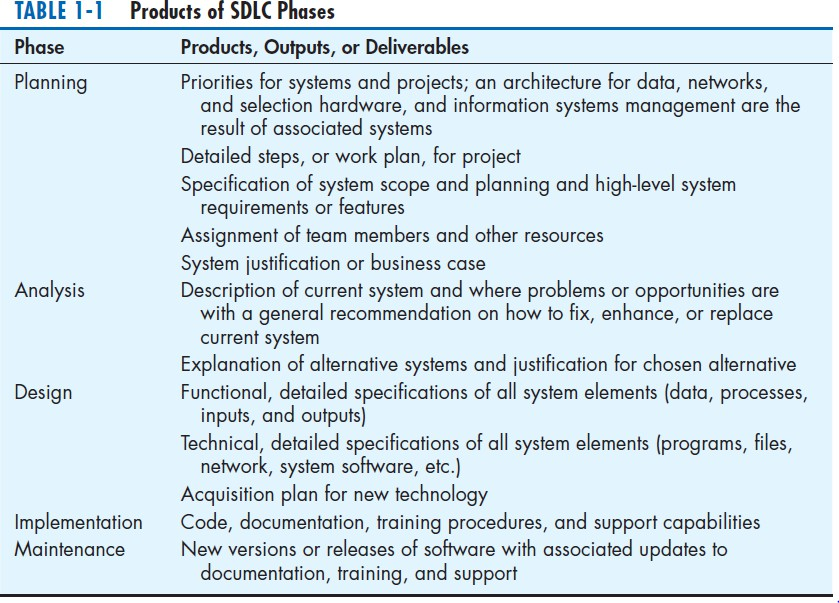 TABLE 1-1 Products of SDLC Phases
Phase Products, Outputs, or Deliverables
Planning Priorities for systems and projects; an architecture for data, networks,
and selection hardware, and information systems management are the
result of associated systems
Detailed steps, or work plan, for project
Specification of system scope and planning and high-level system
requirements or features
Assignment of team members and other resources
System justification or business case
Analysis Description of current system and where problems or opportunities are
with a general recommendation on how to fix, enhance, or replace
current system
Explanation of alternative systems and justification for chosen alternative
Design Functional, detailed specifications of all system elements (data, processes,
inputs, and outputs)
Technical, detailed specifications of all system elements (programs, files,
network, system software, etc.)
Acquisition plan for new technology
Implementation Code, documentation, training procedures, and support capabilities
Maintenance New versions or releases of software with associated updates to
documentation, training, and support